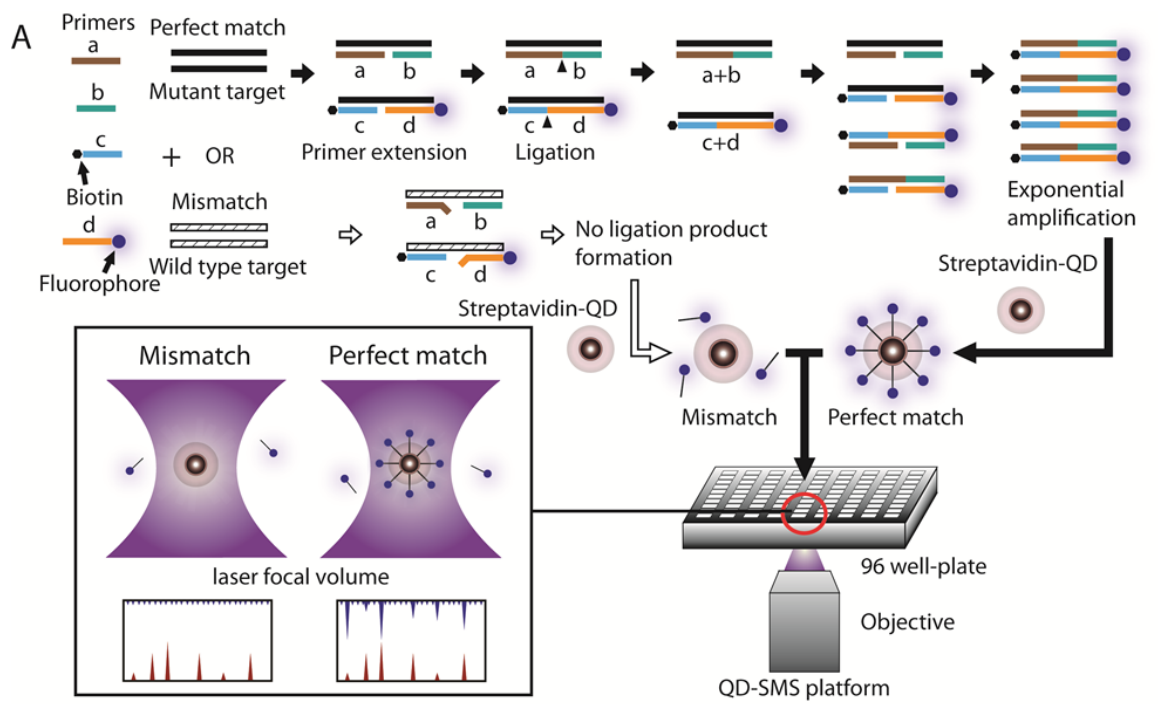 A
Primers
a
b
c
Biotin
d
Fluorophore
+ OR
Perfect match
Mutant target
Mismatch
Wild type target
a b
c d
Primer extension
a b
c d
Ligation
a+b
c+d
Exponential
amplification
a b
c d
No ligation product
formation
Streptavidin-QD
Streptavidin-QD
Mismatch
Perfect match
Mismatch
Perfect match
laser focal volume
96 well-plate
Objective
QD-SMS platform